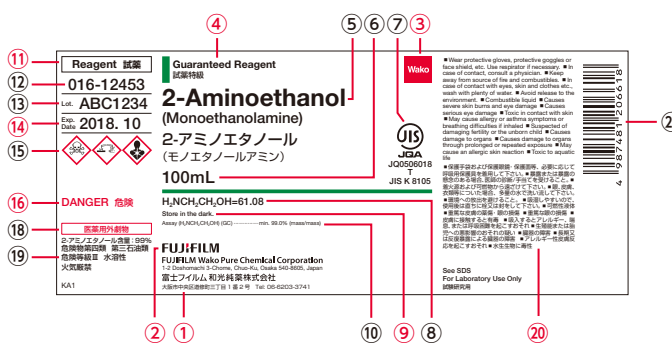 ④ ⑤ ⑥ ⑦ ③
⑪ Reagent 試薬
⑫ 016-12453
⑬ Lot. ABC1234
⑭ Exp. Date 2018. 10
⑮
⑯ DANGER 危険
⑱ 医薬用外劇物
2-アミノエタノール含量：99%
⑲ 危険物第四類 第三石油類
危険等級Ⅲ 水溶性
火気厳禁
KA1
Guaranteed Reagent
試薬特級
2-Aminoethanol
(Monoethanolamine)
2-アミノエタノール
(モノエタノールアミン)
100mL
H₂NCH₂CH₂OH=61.08
Store in the dark.
Assay (H₂NCH₂CH₂OH) (GC) ---------- min. 99.0% (mass/mass)
FUJIFILM
FUJIFILM Wako Pure Chemical Corporation
1-2 Doshomachi 3-Chome, Chuo-Ku, Osaka 540-8605, Japan
富士フイルム 和光純薬株式会社
大阪市中央区道修町三丁目１番２号 Tel: 06-6203-3741
Wako
JIS
JQA
JQ0506018
T
JIS K 8105
■ Wear protective gloves, protective goggles or
face shield, etc. Use respirator if necessary. ■ In
case of contact, consult a physician. ■ Keep
away from source of fire and combustibles. ■ In
case of contact with eyes, skin and clothes etc.,
wash with plenty of water. ■ Avoid release to the
environment. ■ Combustible liquid ■ Causes
severe skin burns and eye damage ■ Causes
serious eye damage ■ Toxic in contact with skin
■ May cause allergy or asthma symptoms or
breathing difficulties if inhaled ■ Suspected of
damaging fertility or the unborn child ■ Causes
damage to organs ■ Causes damage to organs
through prolonged or repeated exposure ■ May
cause an allergic skin reaction ■ Toxic to aquatic
life
See SDS
For Laboratory Use Only
試験研究用
4 987481 206618
② ① ⑩ ⑨ ⑧ ⑳